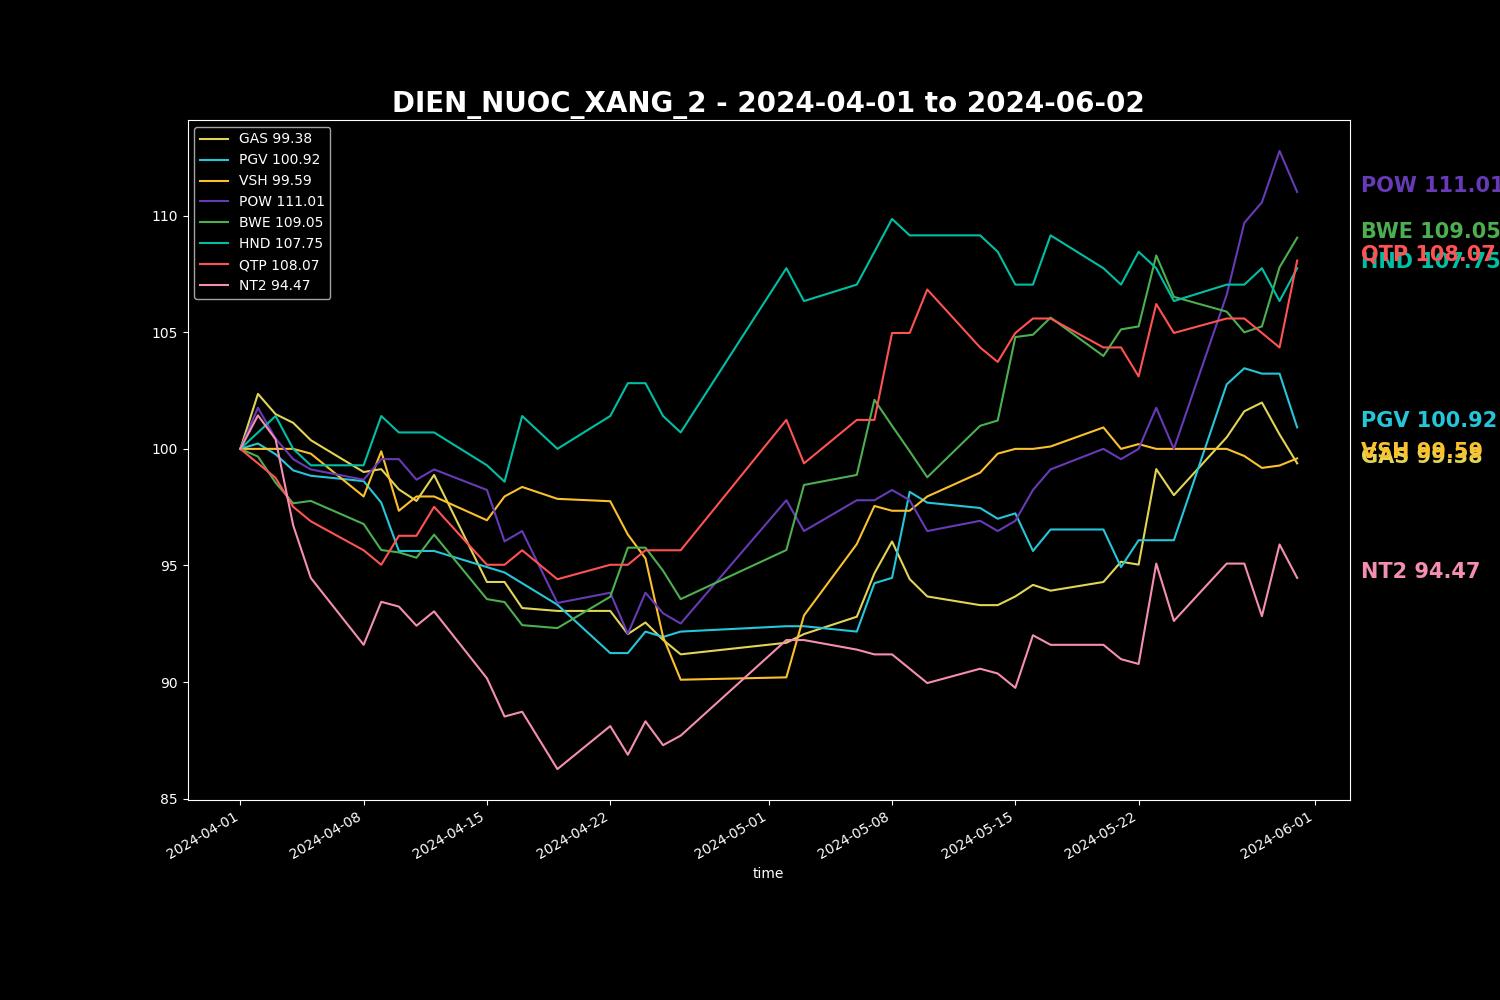 DIEN_NUOC_XANG_2 - 2024-04-01 to 2024-06-02
GAS 99.38
PGV 100.92
VSH 99.59
POW 111.01
BWE 109.05
HND 107.75
QTP 108.07
NT2 94.47
110
105
100
95
90
85
2024-04-01
2024-04-08
2024-04-15
2024-04-22
2024-05-01
2024-05-08
2024-05-15
2024-05-22
2024-06-01
time
POW 111.01
BWE 109.05
QTP 108.07
HND 107.75
PGV 100.92
VSH 99.59
GAS 99.38
NT2 94.47